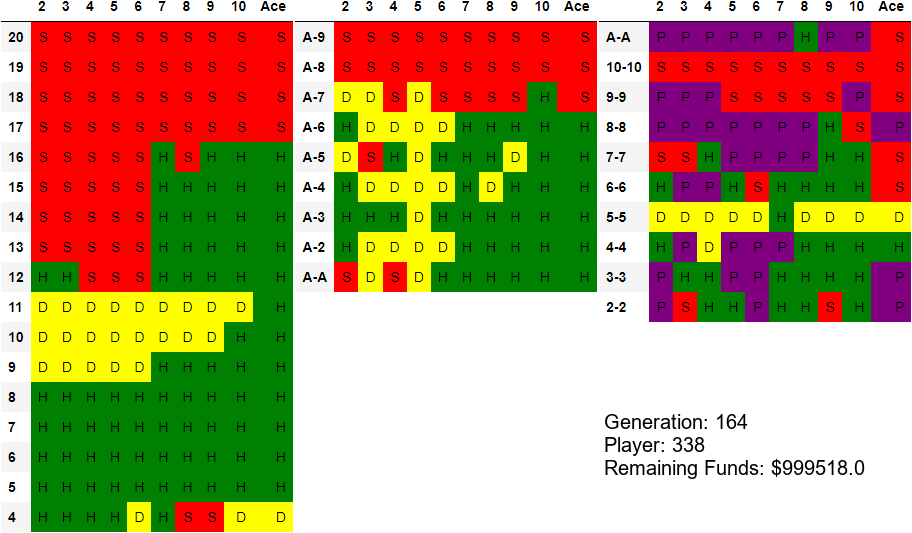 2 3 4 5 6 7 8 9 10 Ace
20 S S S S S S S S S S
19 S S S S S S S S S S
18 S S S S S S S S S S
17 S S S S S S S S S S
16 S S S S S H S H H H
15 S S S S S H H H H H
14 S S S S S H H H H H
13 S S S S S H H H H H
12 H H S S S H H H H H
11 D D D D D D D D D H
10 D D D D D D D D H H
9 D D D D D H H H H H
8 H H H H H H H H H H
7 H H H H H H H H H H
6 H H H H H H H H H H
5 H H H H H H H H H H
4 H H H H D H S S D D
2 3 4 5 6 7 8 9 10 Ace
A-9 S S S S S S S S S S
A-8 S S S S S S S S S S
A-7 D D S D S S S S H S
A-6 H D D D D H H H H H
A-5 D S H D H H H D H H
A-4 H D D D D H D H H H
A-3 H H H D H H H H H H
A-2 H D D D D H H H H H
A-A S D S D H H H H H H
2 3 4 5 6 7 8 9 10 Ace
A-A P P P P P P H P P S
10-10 S S S S S S S S S S
9-9 P P P S S S S S P S
8-8 P P P P P P P H S P
7-7 S S H P P P P H H S
6-6 H P P H S H H H H S
5-5 D D D D D H D D D D
4-4 H P D P P P H H H H
3-3 P H H P P H H H H P
2-2 P S H H P H H S H P
Generation: 164
Player: 338
Remaining Funds: $999518.0